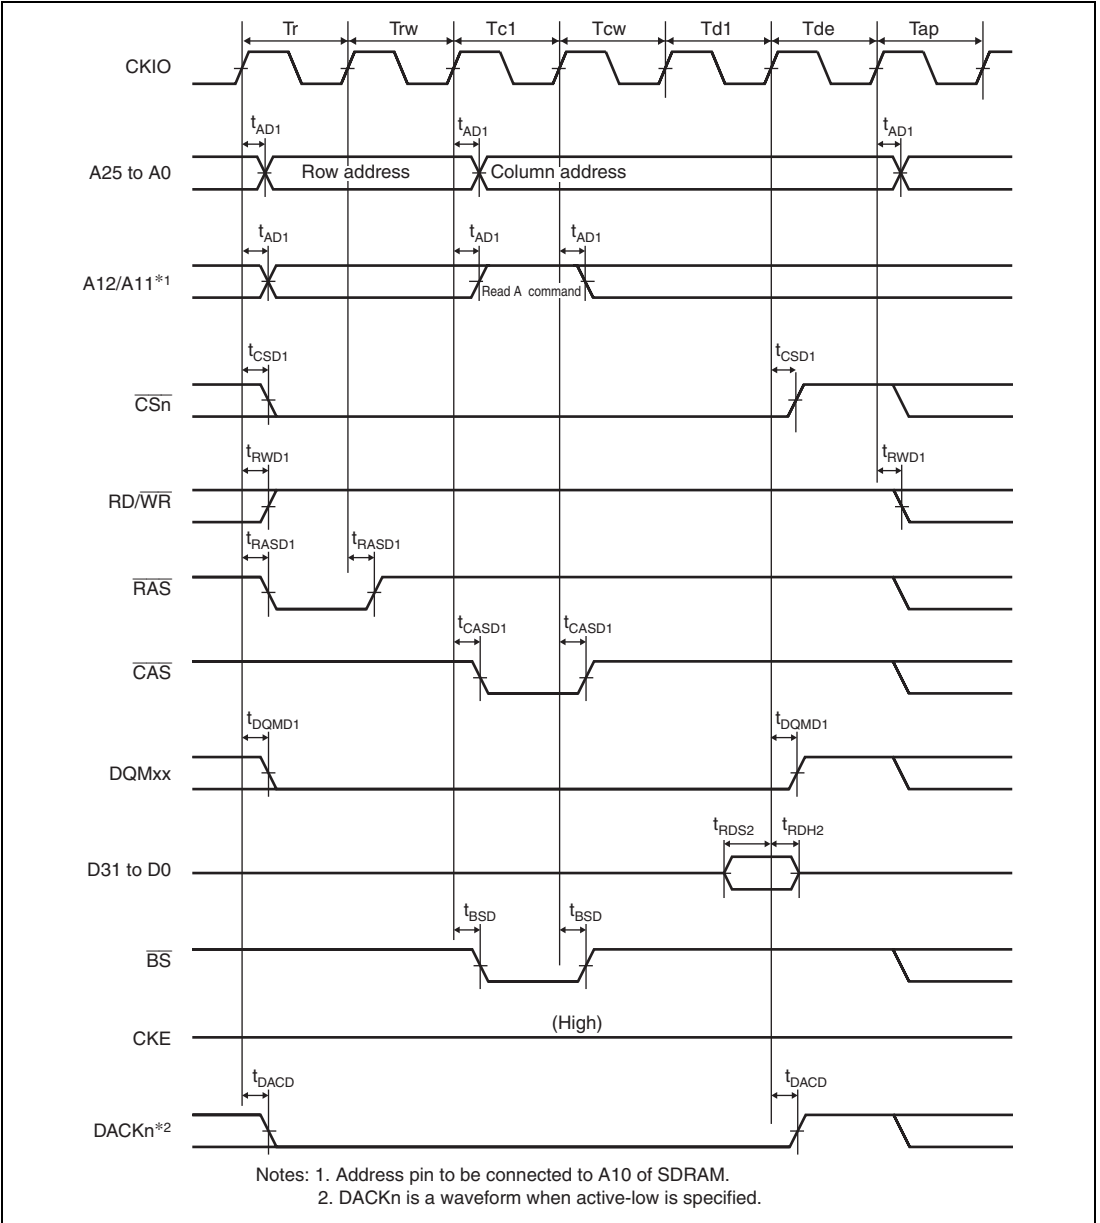 Tr Trw Tc1 Tcw Td1 Tde Tap
CKIO
tAD1 tAD1 tAD1
A25 to A0 Row address Column address
tAD1 tAD1 tAD1
A12/A11*1 Read A command
tCSD1 tCSD1
CSn
tRWD1 tRWD1
RD/WR
tRASD1 tRASD1
RAS
tCASD1 tCASD1
CAS
tDQMD1 tDQMD1
DQMxx
tRDS2 tRDH2
D31 to D0
tBSD tBSD
BS
(High)
CKE
tDACD tDACD
DACKn*2
Notes: 1. Address pin to be connected to A10 of SDRAM.
2. DACKn is a waveform when active-low is specified.